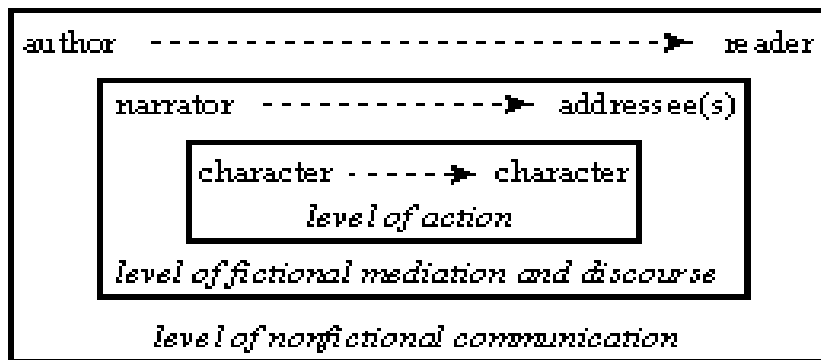 author reader
narrator addressee(s)
character character
level of action
level of fictional mediation and discourse
level of nonfictional communication